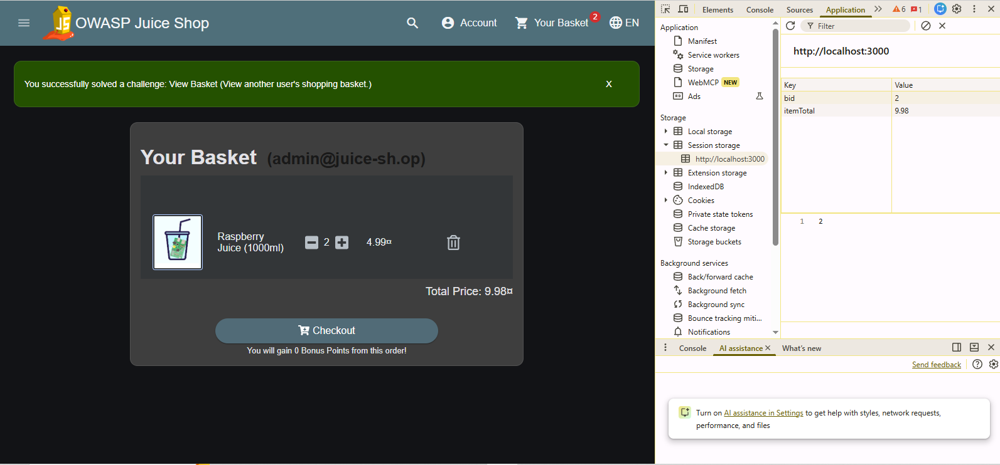 OWASP Juice Shop
Account
Your Basket
2
EN
You successfully solved a challenge: View Basket (View another user's shopping basket.)
X
Your Basket (admin@juice-sh.op)
Raspberry
Juice (1000ml)
2
4.99¤
Total Price: 9.98¤
Checkout
You will gain 0 Bonus Points from this order!
Elements
Console
Sources
Application
6
1
Application
Manifest
Service workers
Storage
WebMCP NEW
Ads
Storage
Local storage
Session storage
http://localhost:3000
Extension storage
IndexedDB
Cookies
Private state tokens
Cache storage
Storage buckets
Background services
Back/forward cache
Background fetch
Background sync
Bounce tracking miti...
Notifications
Filter
http://localhost:3000
Key Value
bid 2
itemTotal 9.98
1 2
Console
AI assistance
What's new
Send feedback
Turn on AI assistance in Settings to get help with styles, network requests,
performance, and files